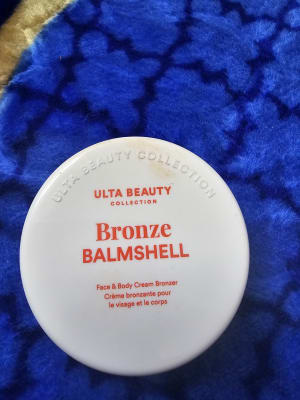 ULTA BEAUTY COLLECTION
ULTA BEAUTY
COLLECTION
Bronze
BALMSHELL
Face & Body Cream Bronzer
Crème bronzante pour
le visage et le corps